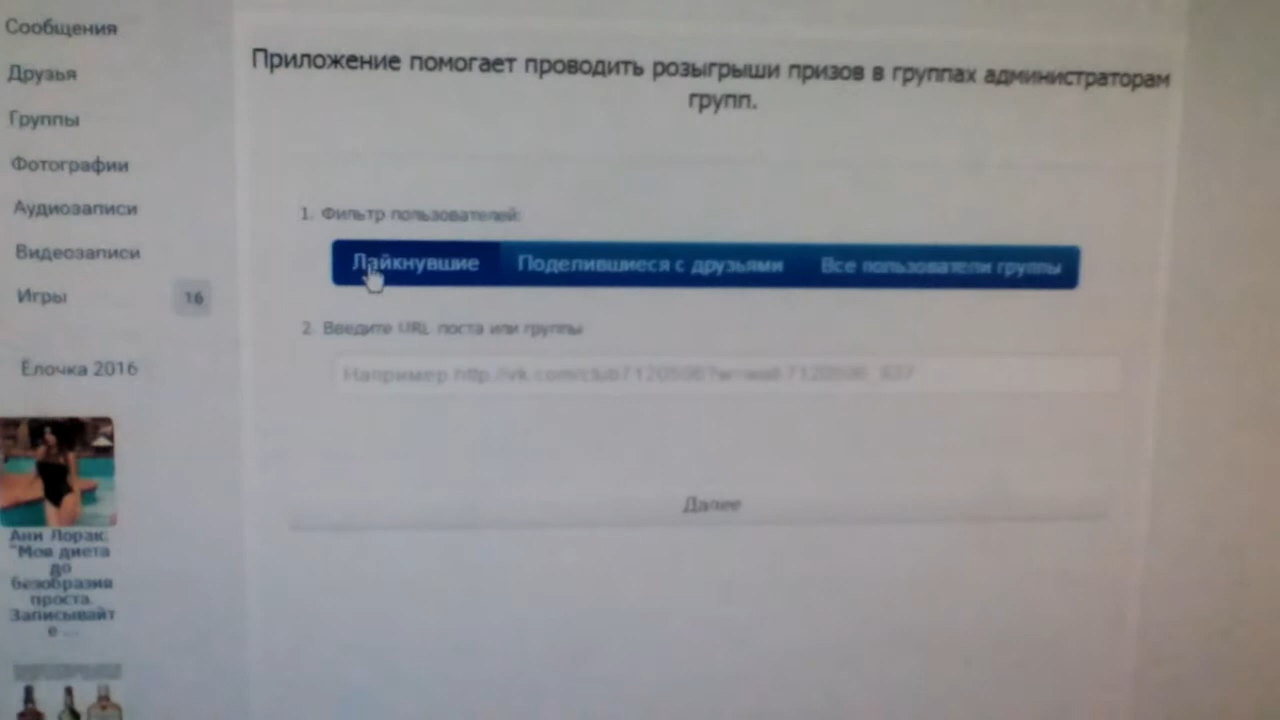 Сообщения
Друзья
Группы
Фотографии
Аудиозаписи
Видеозаписи
Игры 16
Ёлочка 2016
Ани Лорак:
"Моя диета
до
безобразия
проста.
Записывайт
е ...
Приложение помогает проводить розыгрыши призов в группах администраторам
групп.
1. Фильтр пользователей:
Лайкнувшие Поделившиеся с друзьями Все пользователи группы
2. Введите URL поста или группы
Например
Далее